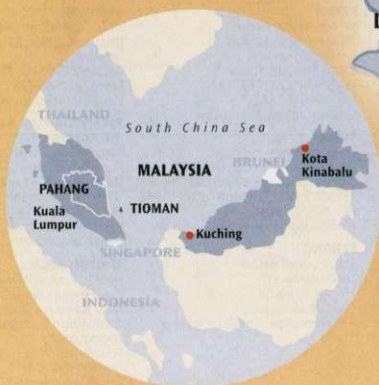 THAILAND
South China Sea
MALAYSIA
BRUNEI
Kota
Kinabalu
PAHANG
TIOMAN
Kuala
Lumpur
Kuching
SINGAPORE
INDONESIA